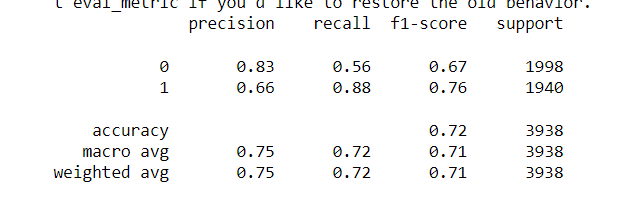 t eval_metric if you'd like to restore the old behavior.
precision recall f1-score support
0 0.83 0.56 0.67 1998
1 0.66 0.88 0.76 1940
accuracy 0.72 3938
macro avg 0.75 0.72 0.71 3938
weighted avg 0.75 0.72 0.71 3938